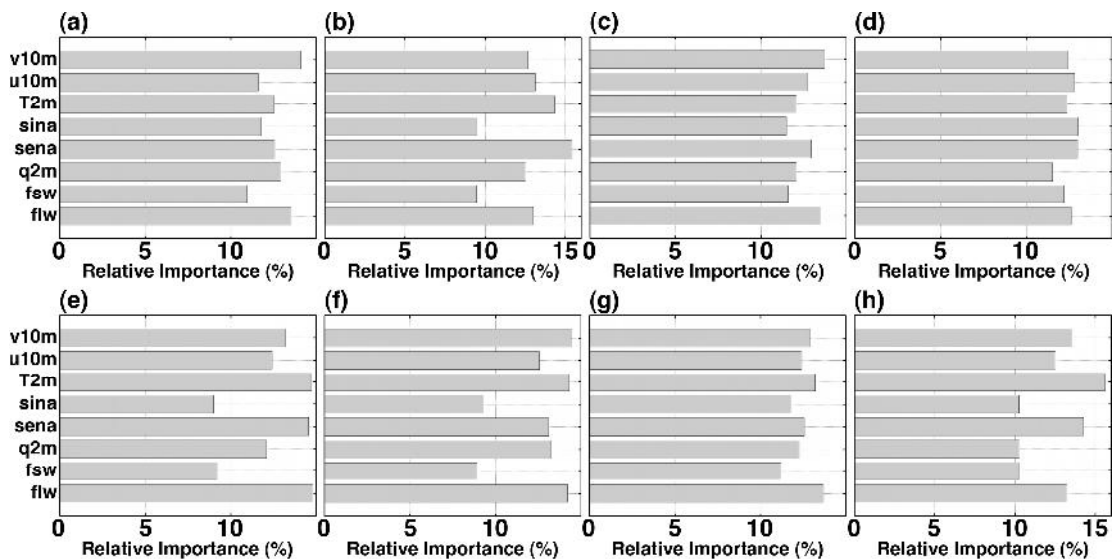 (a) (b) (c) (d)
v10m
u10m
T2m
sina
sena
q2m
fsw
flw
0 5 10 0 5 10 15 0 5 10 0 5 10
Relative Importance (%) Relative Importance (%) Relative Importance (%) Relative Importance (%)
(e) (f) (g) (h)
v10m
u10m
T2m
sina
sena
q2m
fsw
flw
0 5 10 0 5 10 0 5 10 0 5 10 15
Relative Importance (%) Relative Importance (%) Relative Importance (%) Relative Importance (%)